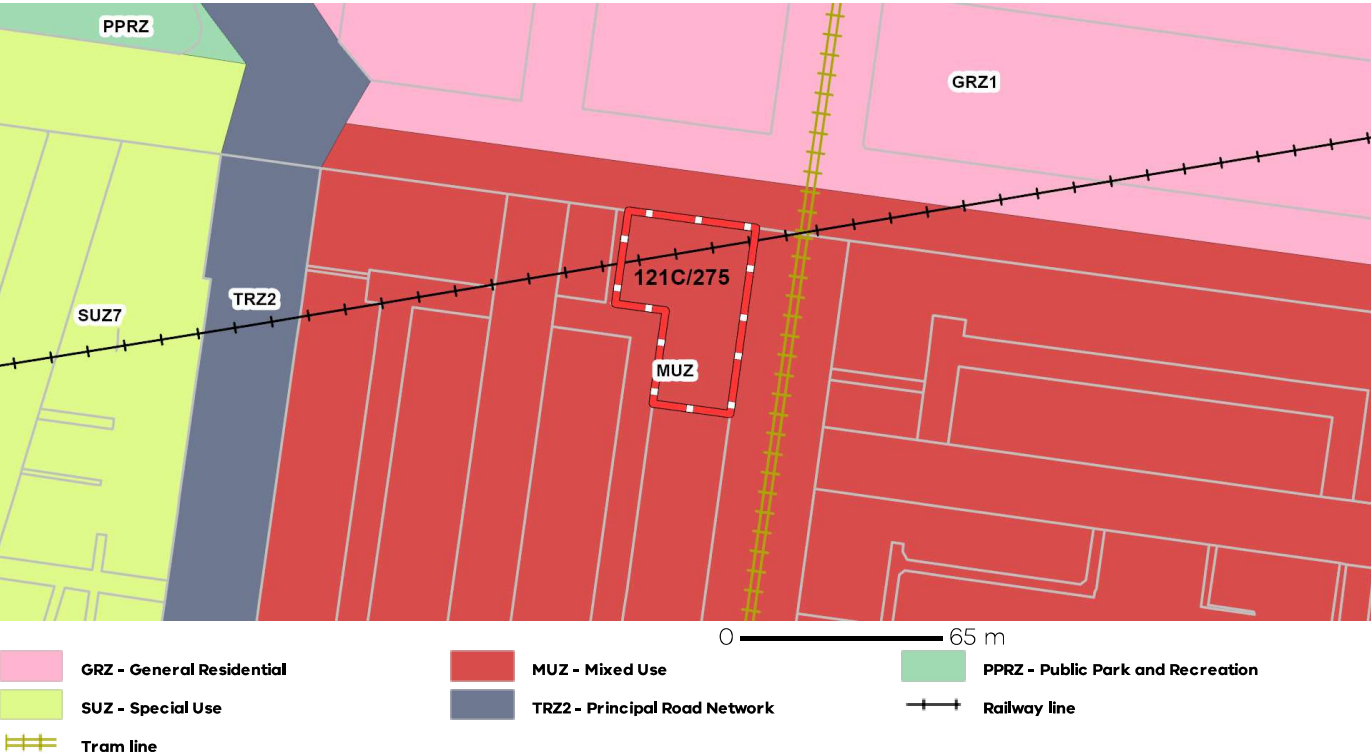 PPRZ
GRZ1
121C/275
TRZ2
SUZ7
MUZ
0 65 m
GRZ - General Residential
MUZ - Mixed Use
PPRZ - Public Park and Recreation
SUZ - Special Use
TRZ2 - Principal Road Network
Railway line
Tram line